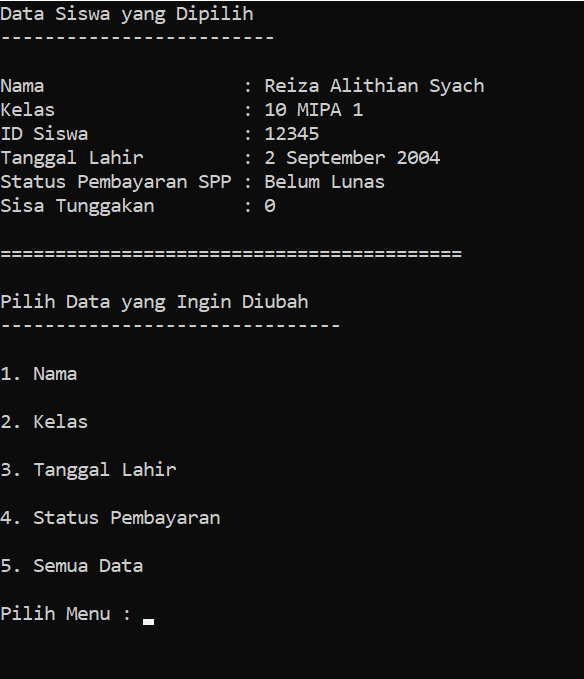 Data Siswa yang Dipilih
-------------------------
Nama                  : Reiza Alithian Syach
Kelas                 : 10 MIPA 1
ID Siswa              : 12345
Tanggal Lahir         : 2 September 2004
Status Pembayaran SPP : Belum Lunas
Sisa Tunggakan        : 0
==========================================
Pilih Data yang Ingin Diubah
-------------------------------
1. Nama
2. Kelas
3. Tanggal Lahir
4. Status Pembayaran
5. Semua Data
Pilih Menu :